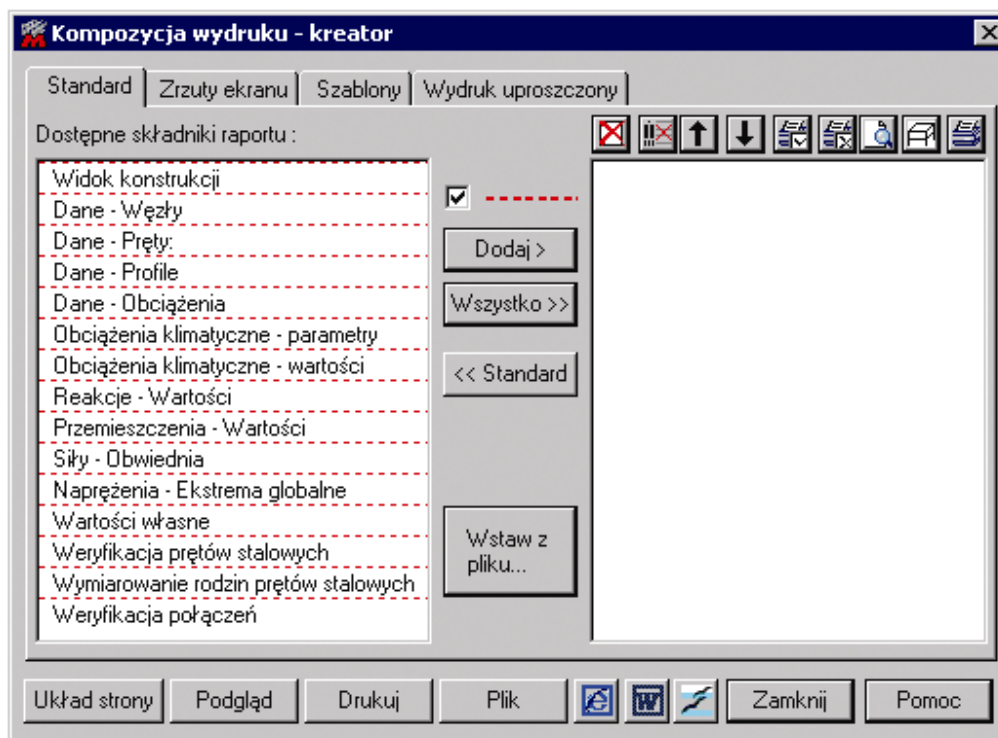 Kompozycja wydruku - kreator
Standard
Zrzuty ekranu
Szablony
Wydruk uproszczony
Dostępne składniki raportu :
Widok konstrukcji
Dane - Węzły
Dane - Pręty:
Dane - Profile
Dane - Obciążenia
Obciążenia klimatyczne - parametry
Obciążenia klimatyczne - wartości
Reakcje - Wartości
Przemieszczenia - Wartości
Siły - Obwiednia
Naprężenia - Ekstrema globalne
Wartości własne
Weryfikacja prętów stalowych
Wymiarowanie rodzin prętów stalowych
Weryfikacja połączeń
Dodaj >
Wszystko >>
<< Standard
Wstaw z
pliku...
Układ strony
Podgląd
Drukuj
Plik
Zamknij
Pomoc